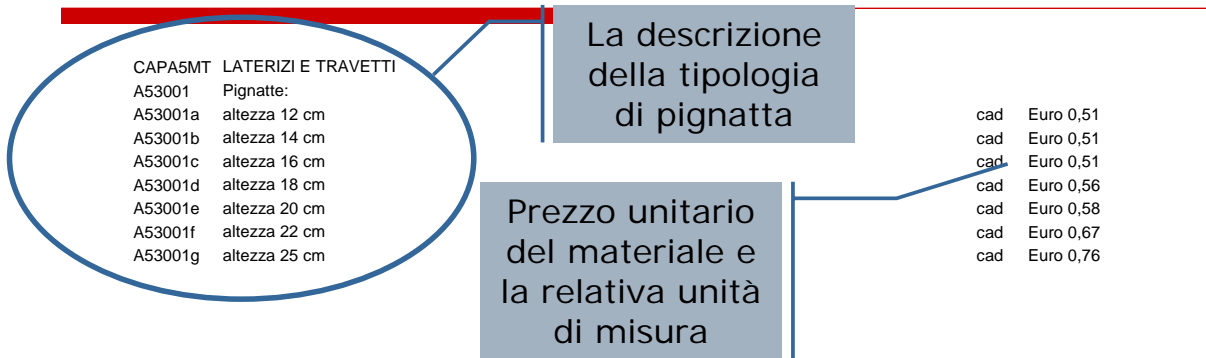 La descrizione
della tipologia
di pignatta
CAPA5MT LATERIZI E TRAVETTI
A53001 Pignatte:
A53001a altezza 12 cm cad Euro 0,51
A53001b altezza 14 cm cad Euro 0,51
A53001c altezza 16 cm cad Euro 0,51
A53001d altezza 18 cm cad Euro 0,56
A53001e altezza 20 cm cad Euro 0,58
A53001f altezza 22 cm cad Euro 0,67
A53001g altezza 25 cm cad Euro 0,76
Prezzo unitario
del materiale e
la relativa unità
di misura